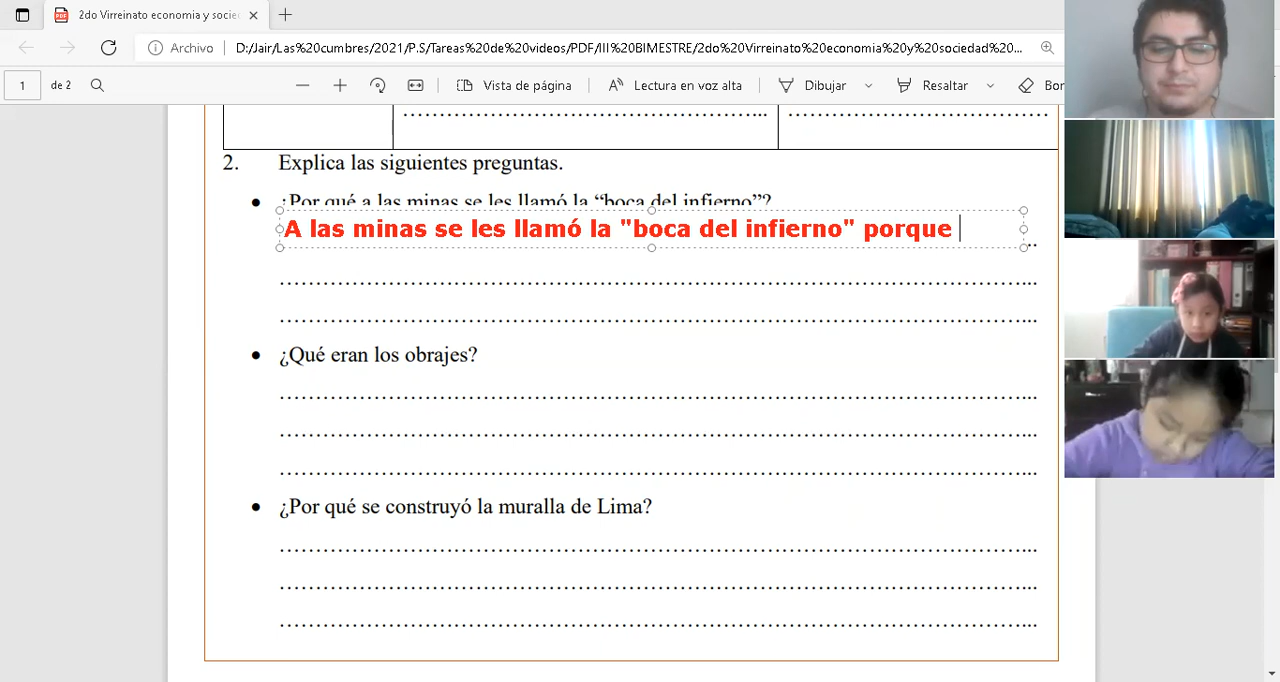 2do Virreinato economia y socie
Archivo
D:/Jair/Las%20cumbres/2021/P.S/Tareas%20de%20videos/PDF/III%20BIMESTRE/2do%20Virreinato%20economia%20y%20sociedad%20...
1 de 2
Vista de página
A Lectura en voz alta
Dibujar
Resaltar
Bor
2. Explica las siguientes preguntas.
• ¿Por qué a las minas se les llamó la “boca del infierno”?
A las minas se les llamó la "boca del infierno" porque
• ¿Qué eran los obrajes?
• ¿Por qué se construyó la muralla de Lima?